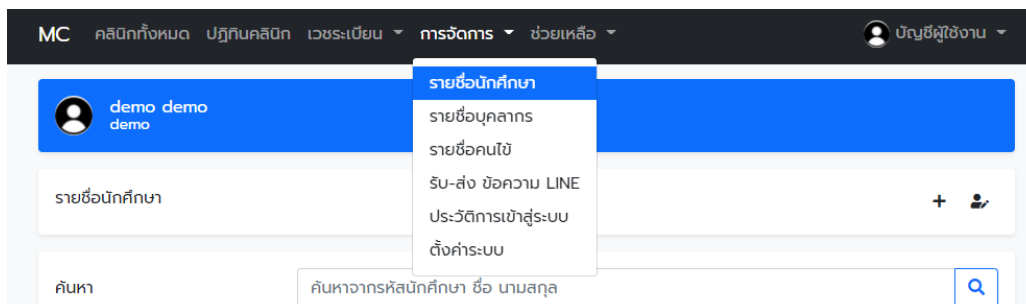 MC คลินิกทั้งหมด ปฏิทินคลินิก เวชระเบียน การจัดการ ช่วยเหลือ บัญชีผู้ใช้งาน
รายชื่อนักศึกษา
รายชื่อบุคลากร
รายชื่อคนไข้
รับ-ส่ง ข้อความ LINE
ประวัติการเข้าสู่ระบบ
ตั้งค่าระบบ
demo demo
demo
รายชื่อนักศึกษา
ค้นหา ค้นหาจากรหัสนักศึกษา ชื่อ นามสกุล